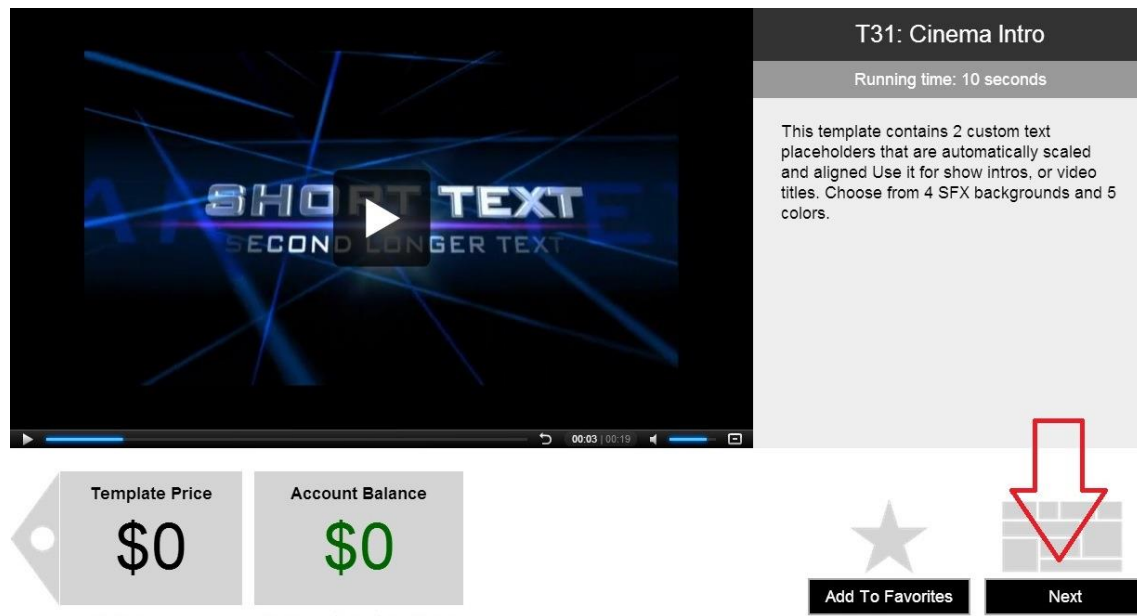 T31: Cinema Intro
Running time: 10 seconds
This template contains 2 custom text
placeholders that are automatically scaled
and aligned Use it for show intros, or video
titles. Choose from 4 SFX backgrounds and 5
colors.
SHORT TEXT
SECOND LONGER TEXT
00:03 | 00:19
Template Price
$0
Account Balance
$0
Add To Favorites
Next